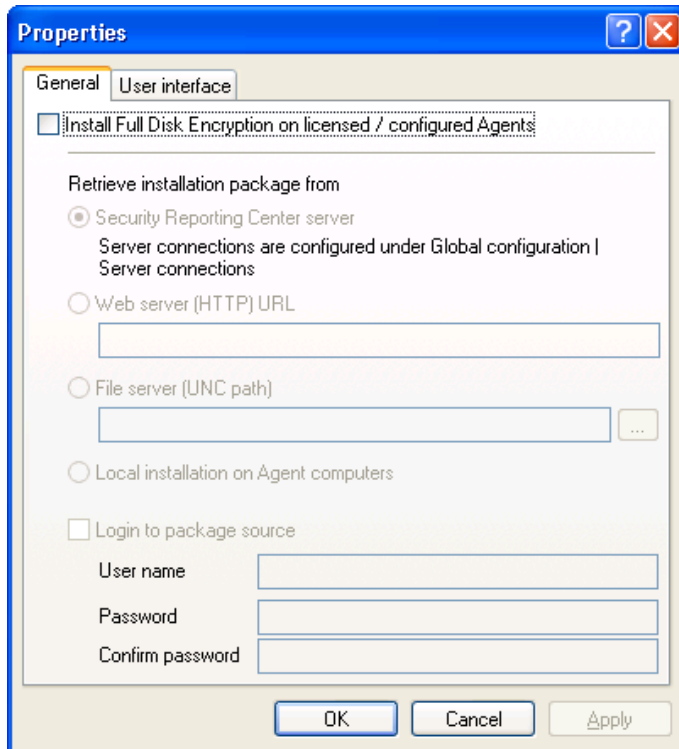 Properties
General User interface
Install Full Disk Encryption on licensed / configured Agents
Retrieve installation package from
Security Reporting Center server
Server connections are configured under Global configuration |
Server connections
Web server (HTTP) URL
File server (UNC path)
...
Local installation on Agent computers
Login to package source
User name
Password
Confirm password
OK Cancel Apply